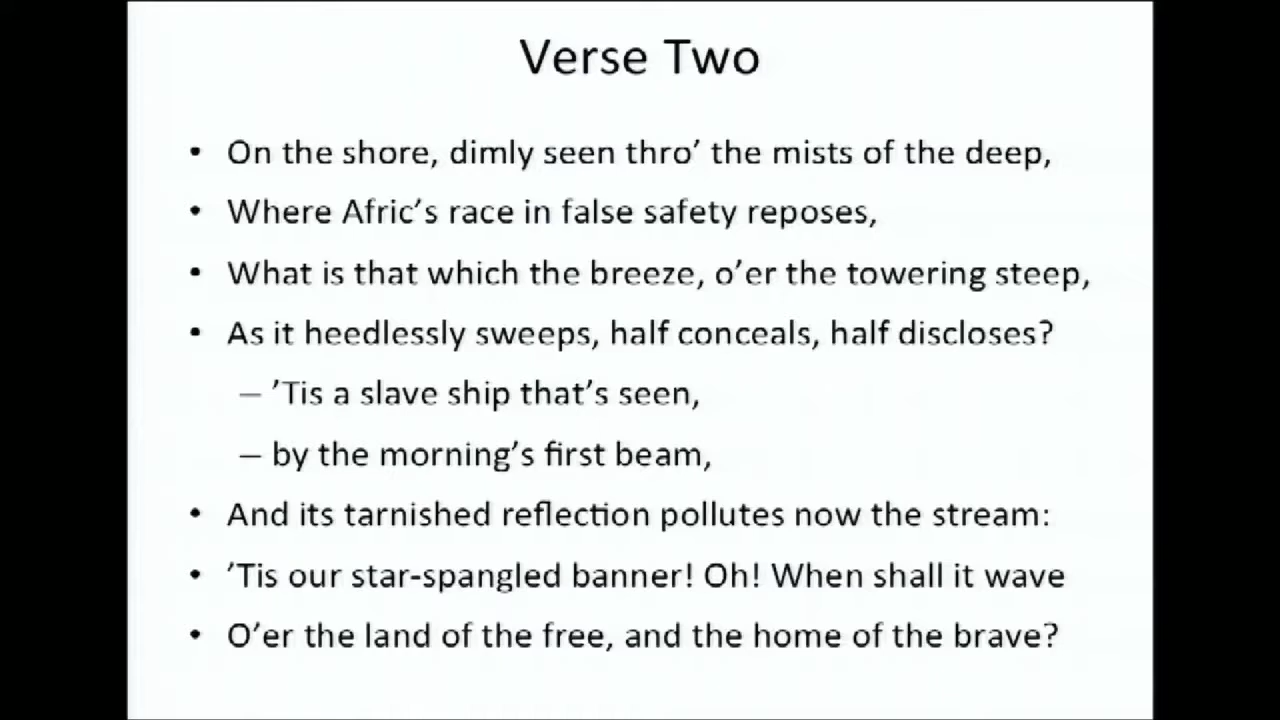 Verse Two
• On the shore, dimly seen thro’ the mists of the deep,
• Where Afric’s race in false safety reposes,
• What is that which the breeze, o’er the towering steep,
• As it heedlessly sweeps, half conceals, half discloses?
– ’Tis a slave ship that’s seen,
– by the morning’s first beam,
• And its tarnished reflection pollutes now the stream:
• ’Tis our star-spangled banner! Oh! When shall it wave
• O’er the land of the free, and the home of the brave?